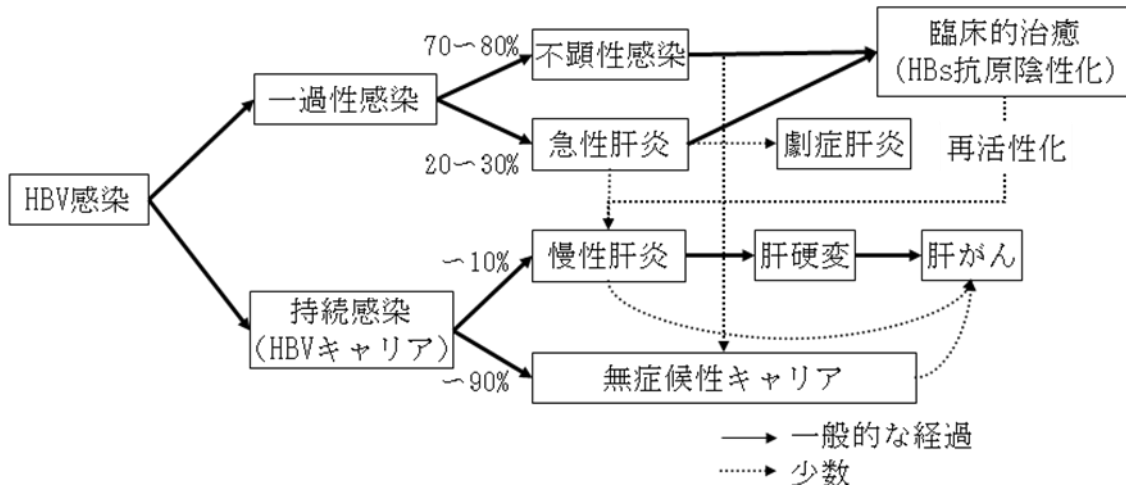 70～80%
不顕性感染
臨床的治癒
(HBs抗原陰性化)
一過性感染
急性肝炎
劇症肝炎
再活性化
20～30%
HBV感染
～10%
慢性肝炎
肝硬変
肝がん
持続感染
(HBVキャリア)
～90%
無症候性キャリア
一般的な経過
少数